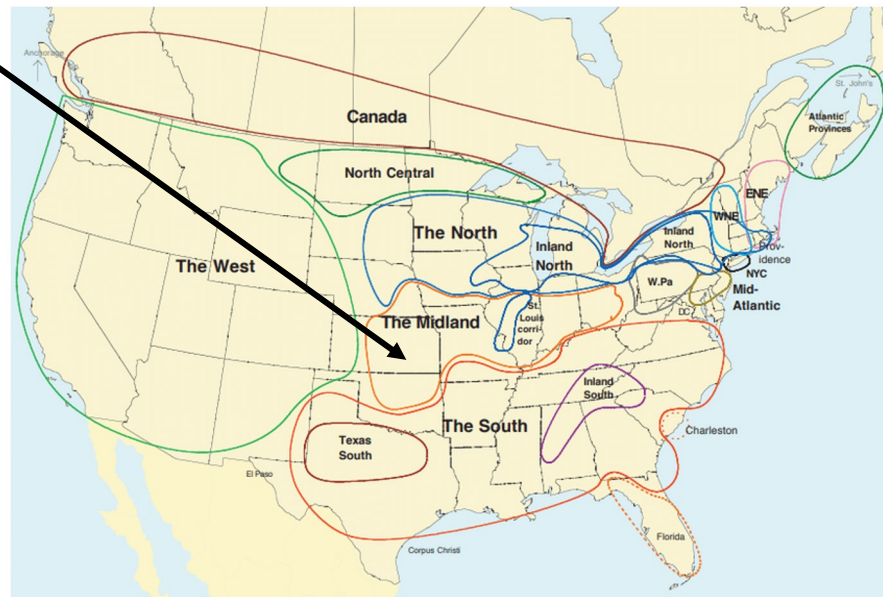 Anchorage
St. John's
Canada
Atlantic
Provinces
North Central
ENE
WNE
The North
Inland
North
Inland
North
Prov-
idence
The West
W.Pa
NYC
Mid-
Atlantic
DC
The Midland
St.
Louis
corri-
dor
Inland
South
The South
Charleston
Texas
South
El Paso
Florida
Corpus Christi